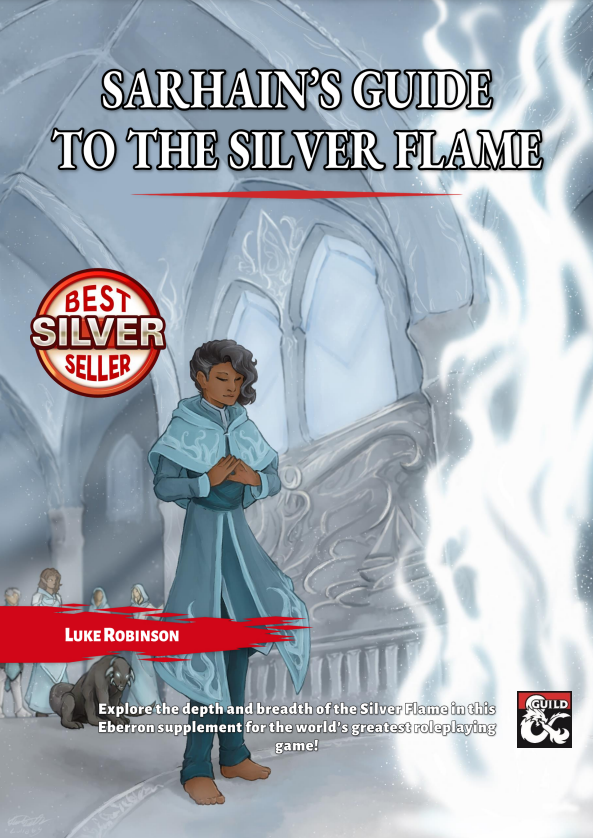 SARHAIN'S GUIDE
TO THE SILVER FLAME
BEST
SILVER
SELLER
LUKE ROBINSON
Explore the depth and breadth of the Silver Flame in this
Eberron supplement for the world's greatest roleplaying
game!
GUILD